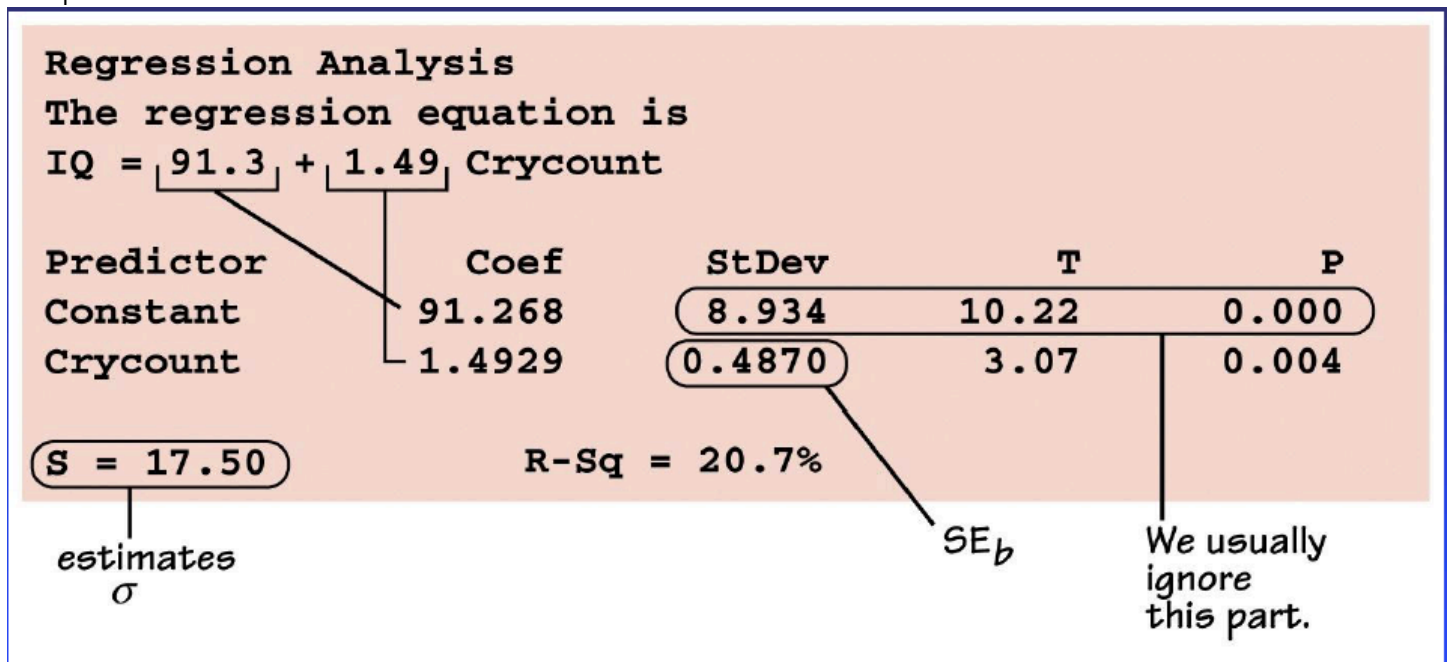 Regression Analysis
The regression equation is
IQ = 91.3 + 1.49 Crycount
Predictor Coef StDev T P
Constant 91.268 8.934 10.22 0.000
Crycount 1.4929 0.4870 3.07 0.004
S = 17.50 R-Sq = 20.7%
estimates
σ
SEb
We usually
ignore
this part.